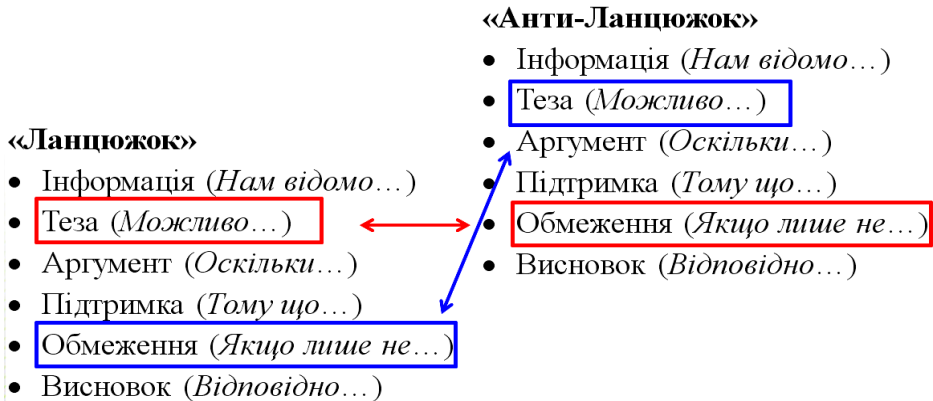 «Ланцюжок»
• Інформація (Нам відомо…)
• Теза (Можливо…)
• Аргумент (Оскільки…)
• Підтримка (Тому що…)
• Обмеження (Якщо лише не…)
• Висновок (Відповідно…)
«Анти-Ланцюжок»
• Інформація (Нам відомо…)
• Теза (Можливо…)
• Аргумент (Оскільки…)
• Підтримка (Тому що…)
• Обмеження (Якщо лише не…)
• Висновок (Відповідно…)